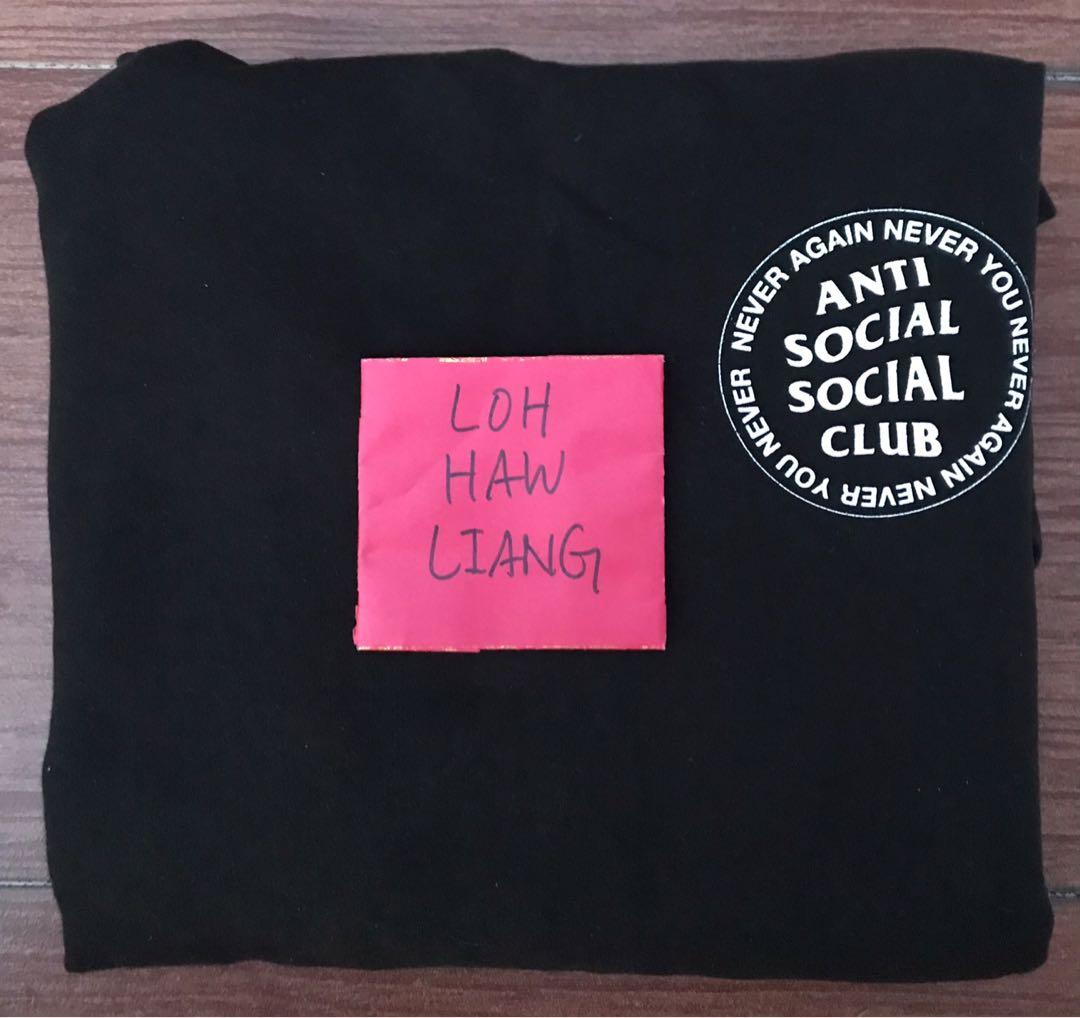 LOH
HAW
LIANG
NEVER AGAIN NEVER YOU NEVER AGAIN NEVER YOU NEVER
ANTI
SOCIAL
SOCIAL
CLUB